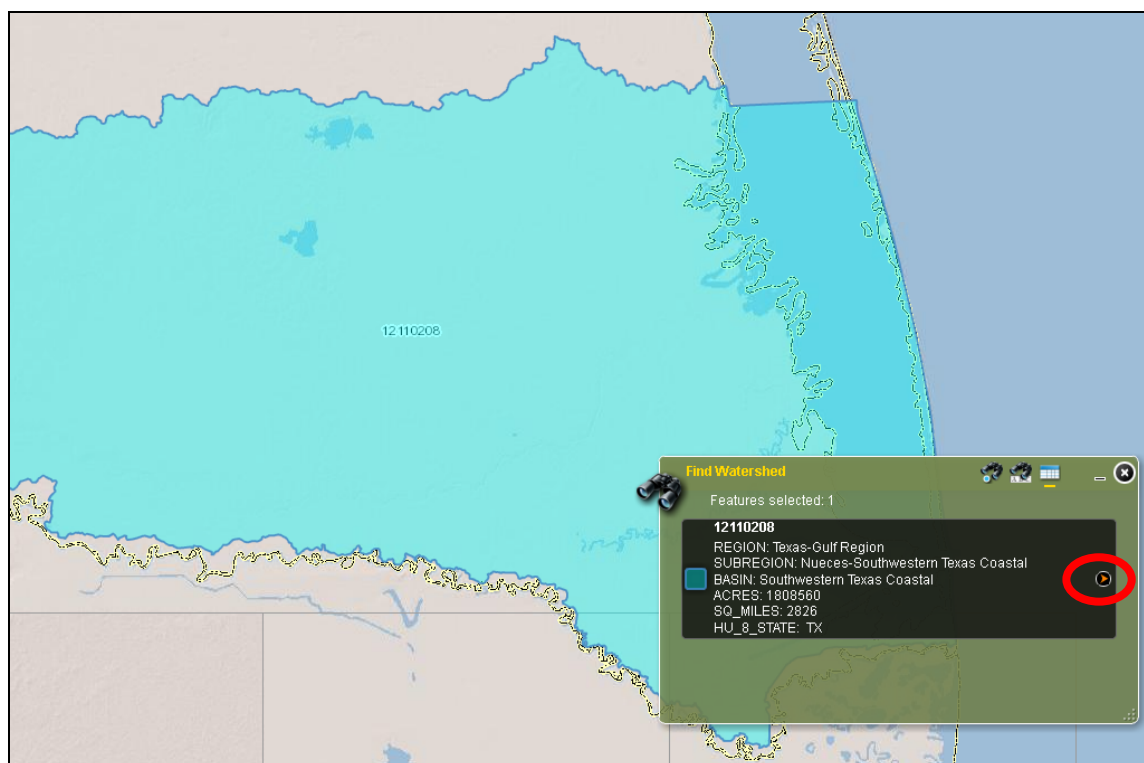 12110208
Find Watershed
Features selected: 1
12110208
REGION: Texas-Gulf Region
SUBREGION: Nueces-Southwestern Texas Coastal
BASIN: Southwestern Texas Coastal
ACRES: 1808560
SQ_MILES: 2826
HU_8_STATE: TX